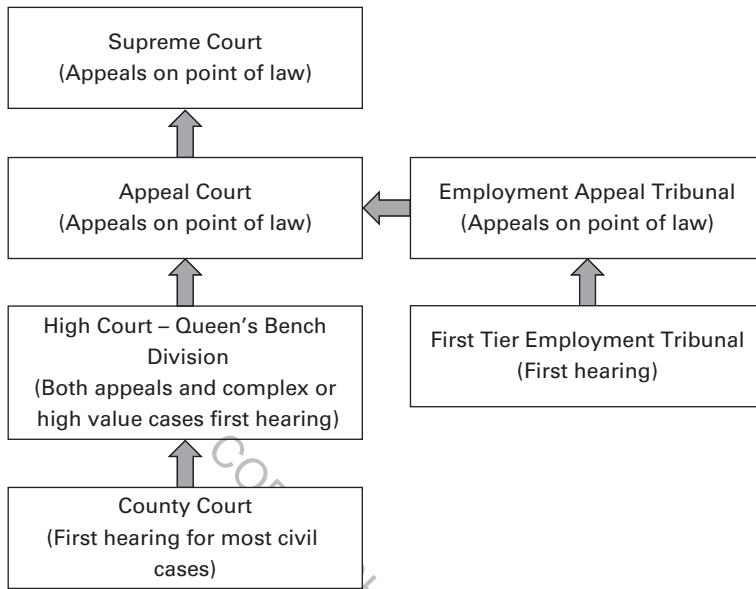 Supreme Court
(Appeals on point of law)
Appeal Court
(Appeals on point of law)
Employment Appeal Tribunal
(Appeals on point of law)
High Court – Queen's Bench
Division
(Both appeals and complex or
high value cases first hearing)
First Tier Employment Tribunal
(First hearing)
County Court
(First hearing for most civil
cases)